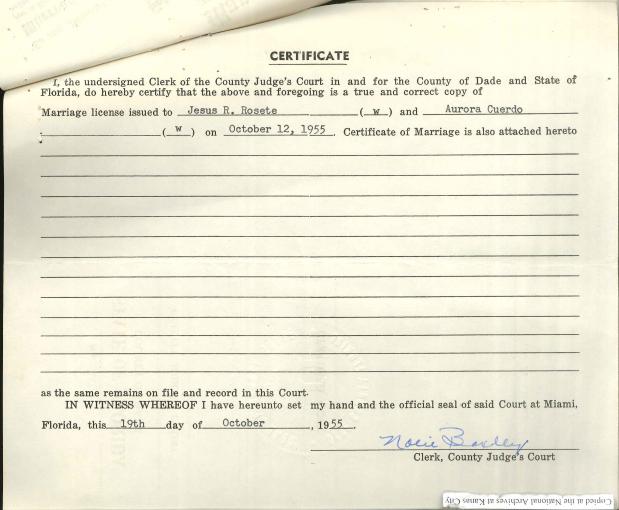 CERTIFICATE
I, the undersigned Clerk of the County Judge's Court in and for the County of Dade and State of
Florida, do hereby certify that the above and foregoing is a true and correct copy of
Marriage license issued to Jesus R. Rosete ( W ) and Aurora Cuerdo
( W ) on October 12, 1955. Certificate of Marriage is also attached hereto
as the same remains on file and record in this Court.
IN WITNESS WHEREOF I have hereunto set my hand and the official seal of said Court at Miami,
Florida, this 19th day of October, 1955.
Clerk, County Judge's Court
Copied at the National Archives at Kansas City